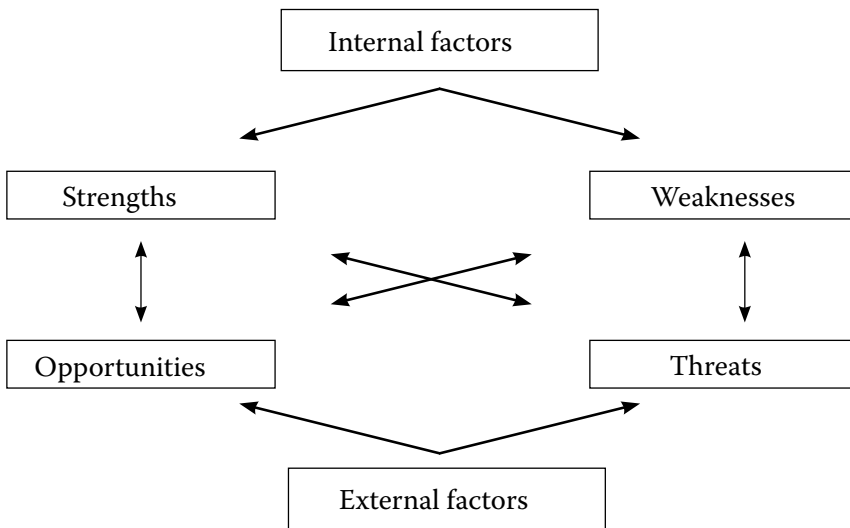 Internal factors
Strengths
Weaknesses
Opportunities
Threats
External factors